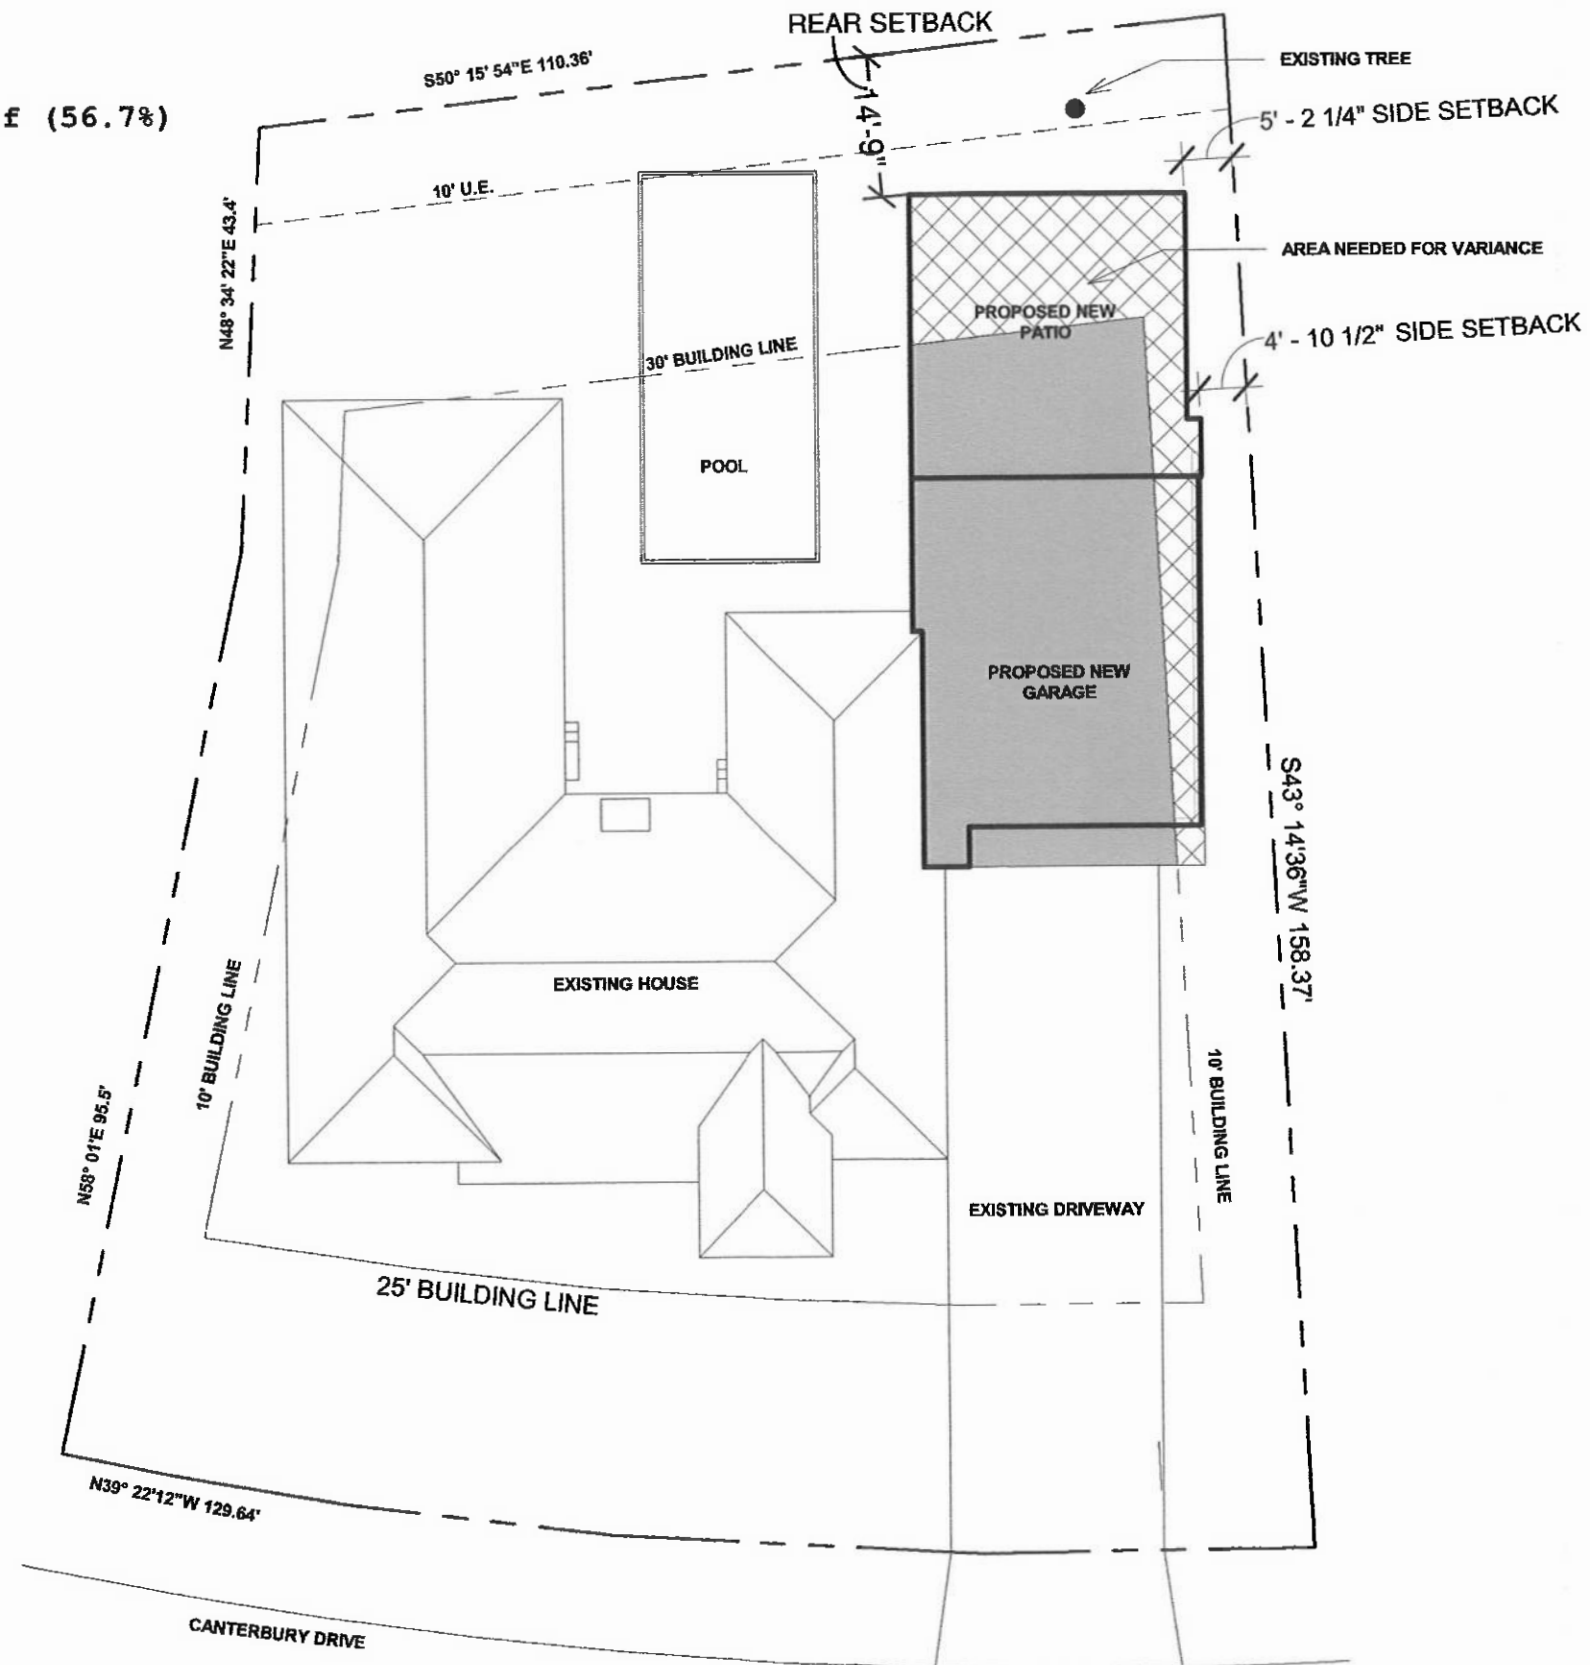 REAR SETBACK
S50° 15' 54"E 110.36'
EXISTING TREE
f (56.7%)
14'-9"
5' - 2 1/4" SIDE SETBACK
10' U.E.
N48° 34' 22"E 43.4'
AREA NEEDED FOR VARIANCE
PROPOSED NEW
PATIO
4' - 10 1/2" SIDE SETBACK
30' BUILDING LINE
POOL
PROPOSED NEW
GARAGE
S43° 14'36"W 158.37'
EXISTING HOUSE
10' BUILDING LINE
10' BUILDING LINE
N58° 01'E 95.5'
EXISTING DRIVEWAY
25' BUILDING LINE
N39° 22'12"W 129.64'
CANTERBURY DRIVE